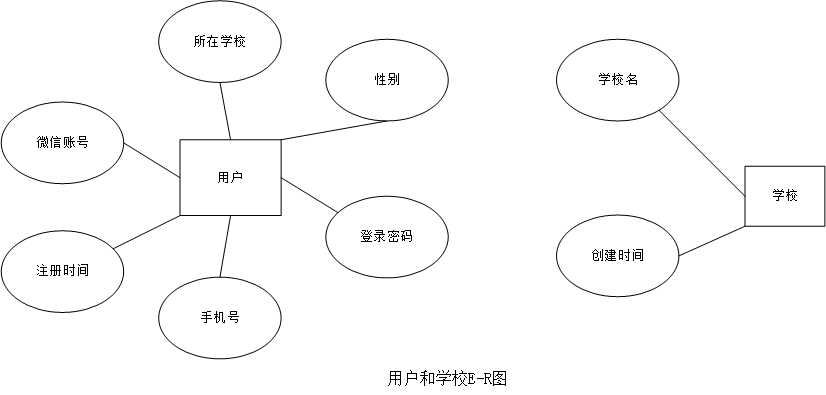 所在学校
性别
学校名
微信账号
用户
学校
登录密码
创建时间
注册时间
手机号
用户和学校E-R图